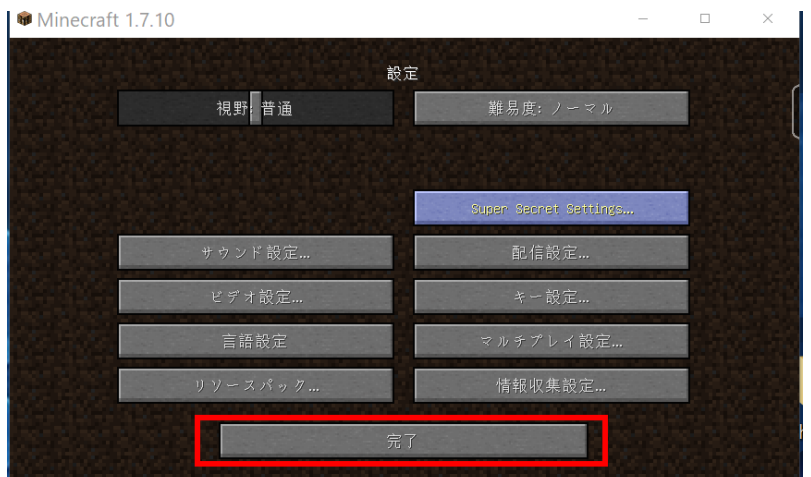 Minecraft 1.7.10
設定
視野: 普通
難易度: ノーマル
Super Secret Settings...
サウンド設定...
配信設定...
ビデオ設定...
キー設定...
言語設定
マルチプレイ設定...
リソースパック...
情報収集設定...
完了